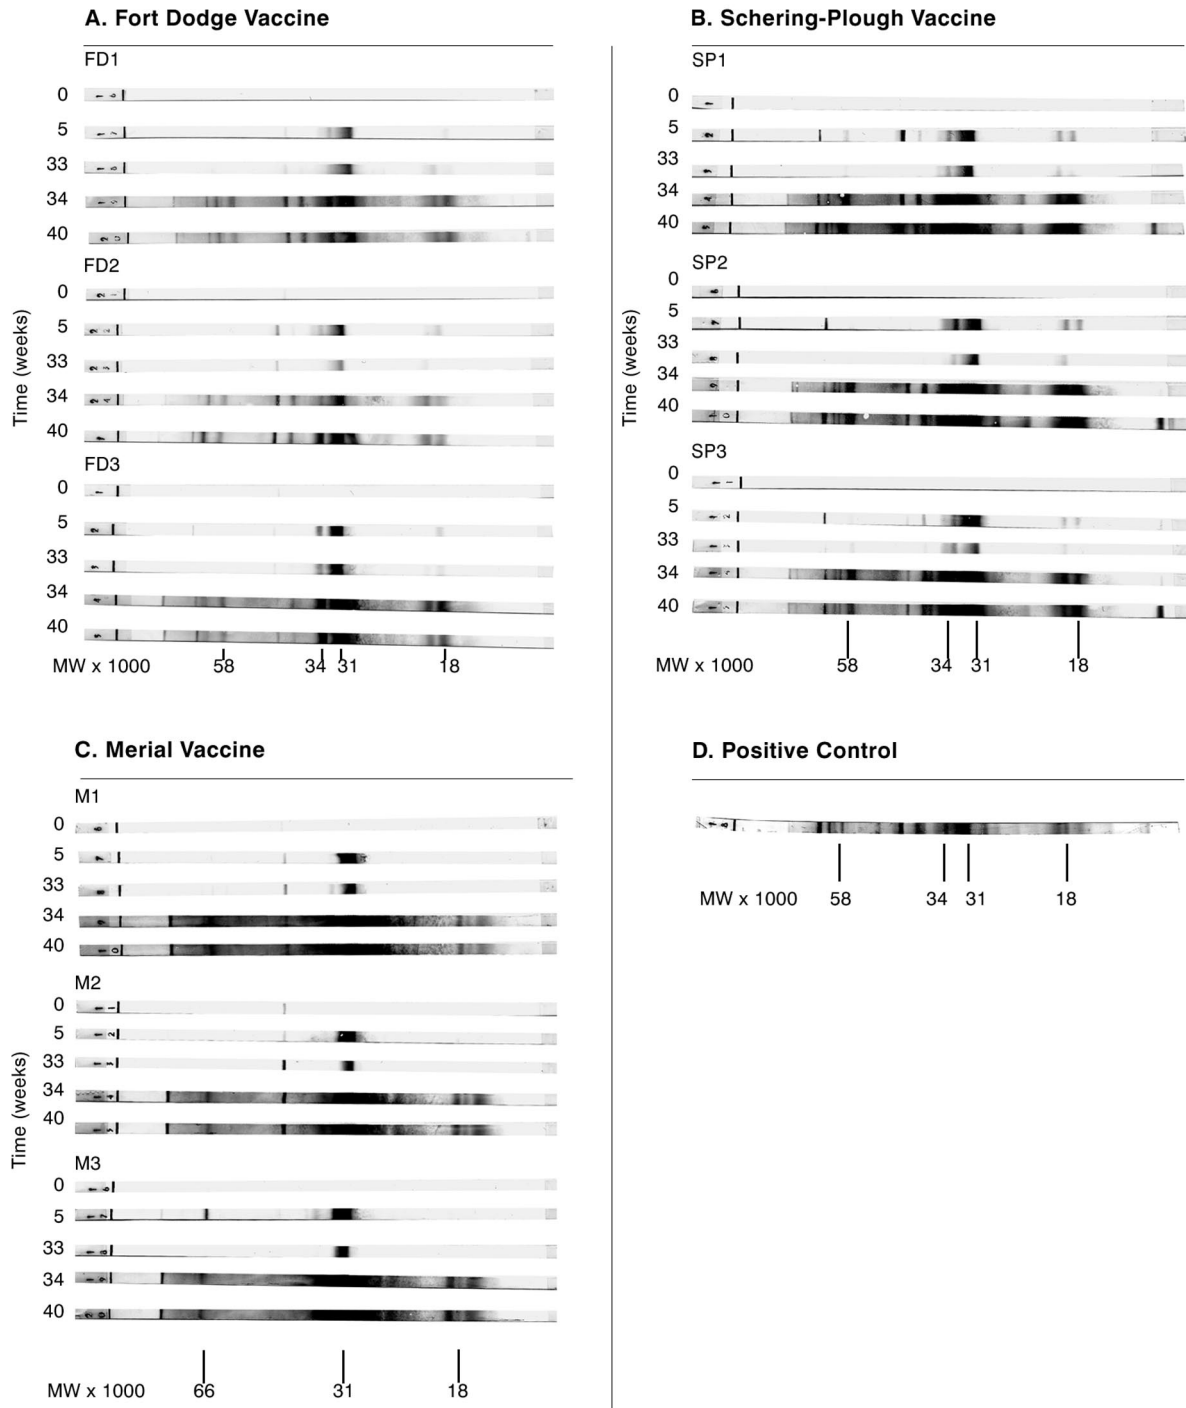 A. Fort Dodge Vaccine
FD1
0
5
33
34
40
FD2
0
5
33
34
40
FD3
0
5
33
34
40
Time (weeks)
MW x 1000 58 34 31 18
B. Schering-Plough Vaccine
SP1
0
5
33
34
40
SP2
0
5
33
34
40
SP3
0
5
33
34
40
Time (weeks)
MW x 1000 58 34 31 18
C. Merial Vaccine
M1
0
5
33
34
40
M2
0
5
33
34
40
M3
0
5
33
34
40
Time (weeks)
MW x 1000 66 31 18
D. Positive Control
MW x 1000 58 34 31 18